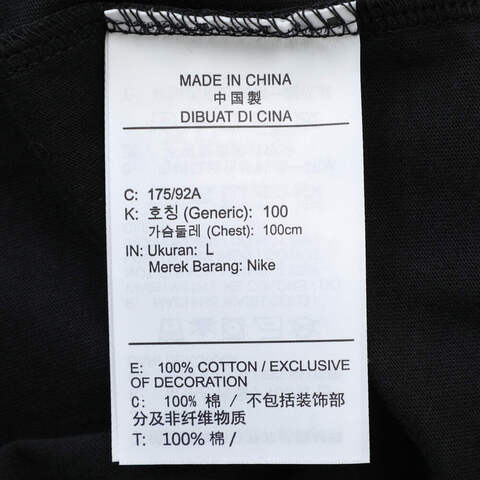 MADE IN CHINA
中国製
DIBUAT DI CINA
C: 175/92A
K: 호칭 (Generic): 100
가슴둘레 (Chest): 100cm
IN: Ukuran: L
Merek Barang: Nike
E: 100% COTTON / EXCLUSIVE
OF DECORATION
C: 100% 棉 / 不包括装饰部
分及非纤维物质
T: 100% 棉 /